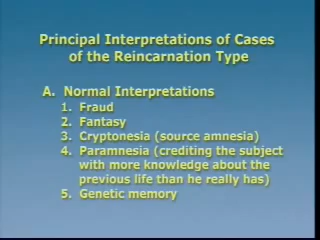 Principal Interpretations of Cases
of the Reincarnation Type
A. Normal Interpretations
1. Fraud
2. Fantasy
3. Cryptonesia (source amnesia)
4. Paramnesia (crediting the subject
with more knowledge about the
previous life than he really has)
5. Genetic memory